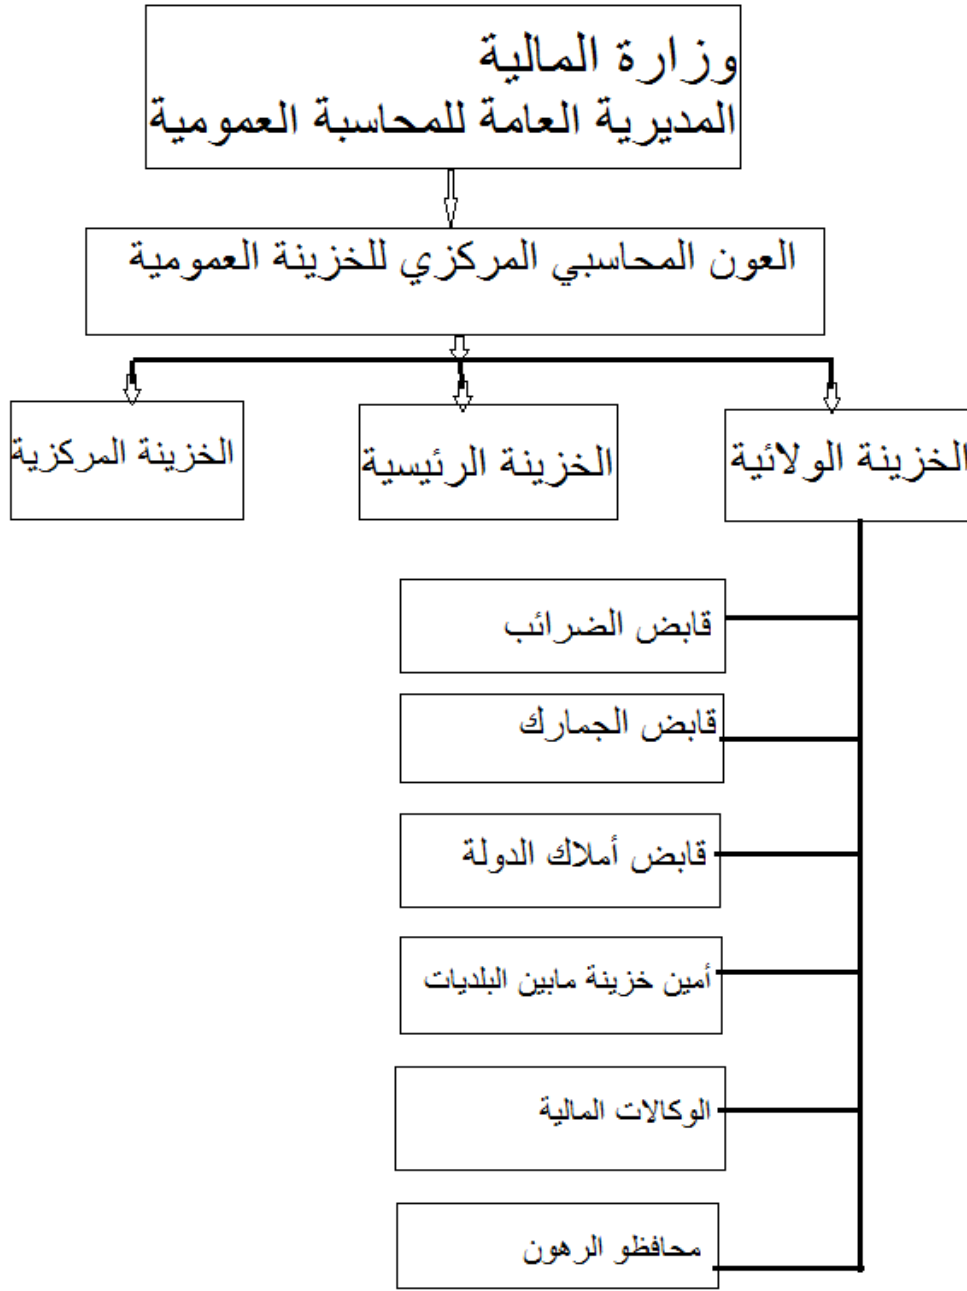 وزارة المالية
المديرية العامة للمحاسبة العمومية
العون المحاسبي المركزي للخزينة العمومية
الخزينة الولائية
الخزينة الرئيسية
الخزينة المركزية
قابض الضرائب
قابض الجمارك
قابض أملاك الدولة
أمين خزينة مابين البلديات
الوكالات المالية
محافظو الرهون